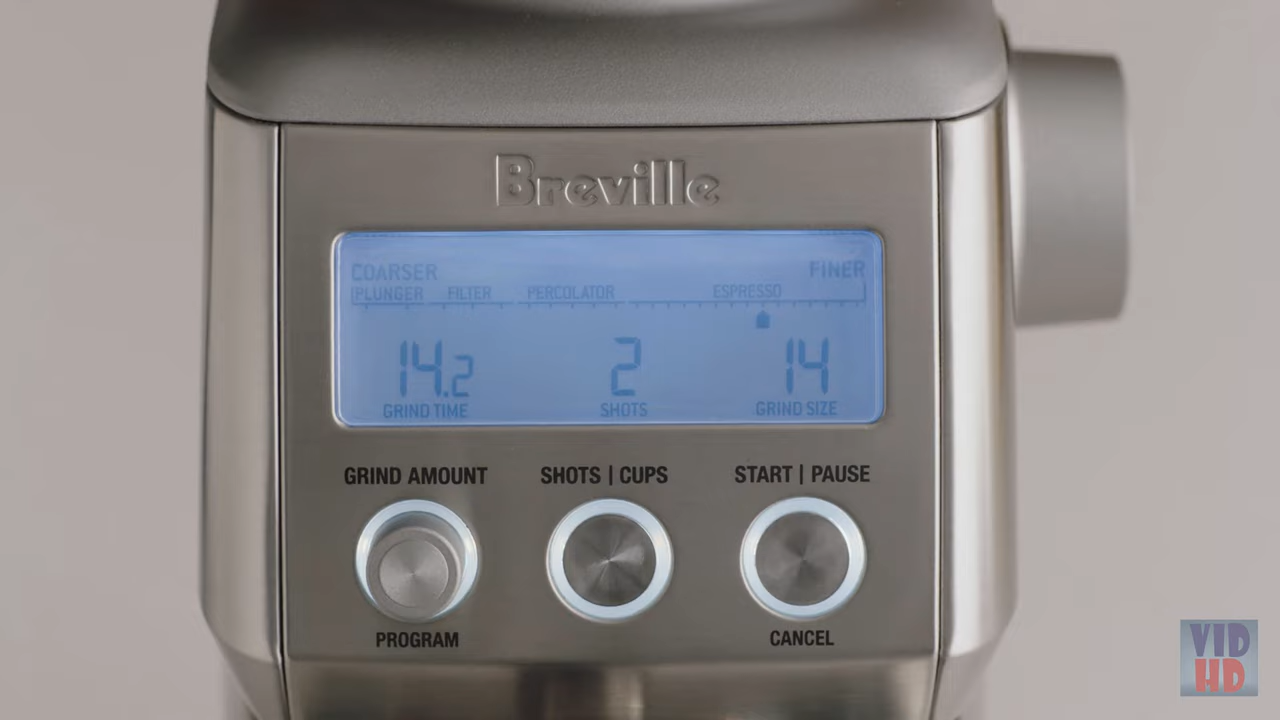 Breville
COARSER FINER
PLUNGER FILTER PERCOLATOR ESPRESSO
14.2 2 14
GRIND TIME SHOTS GRIND SIZE
GRIND AMOUNT SHOTS | CUPS START | PAUSE
PROGRAM CANCEL
VID
HD